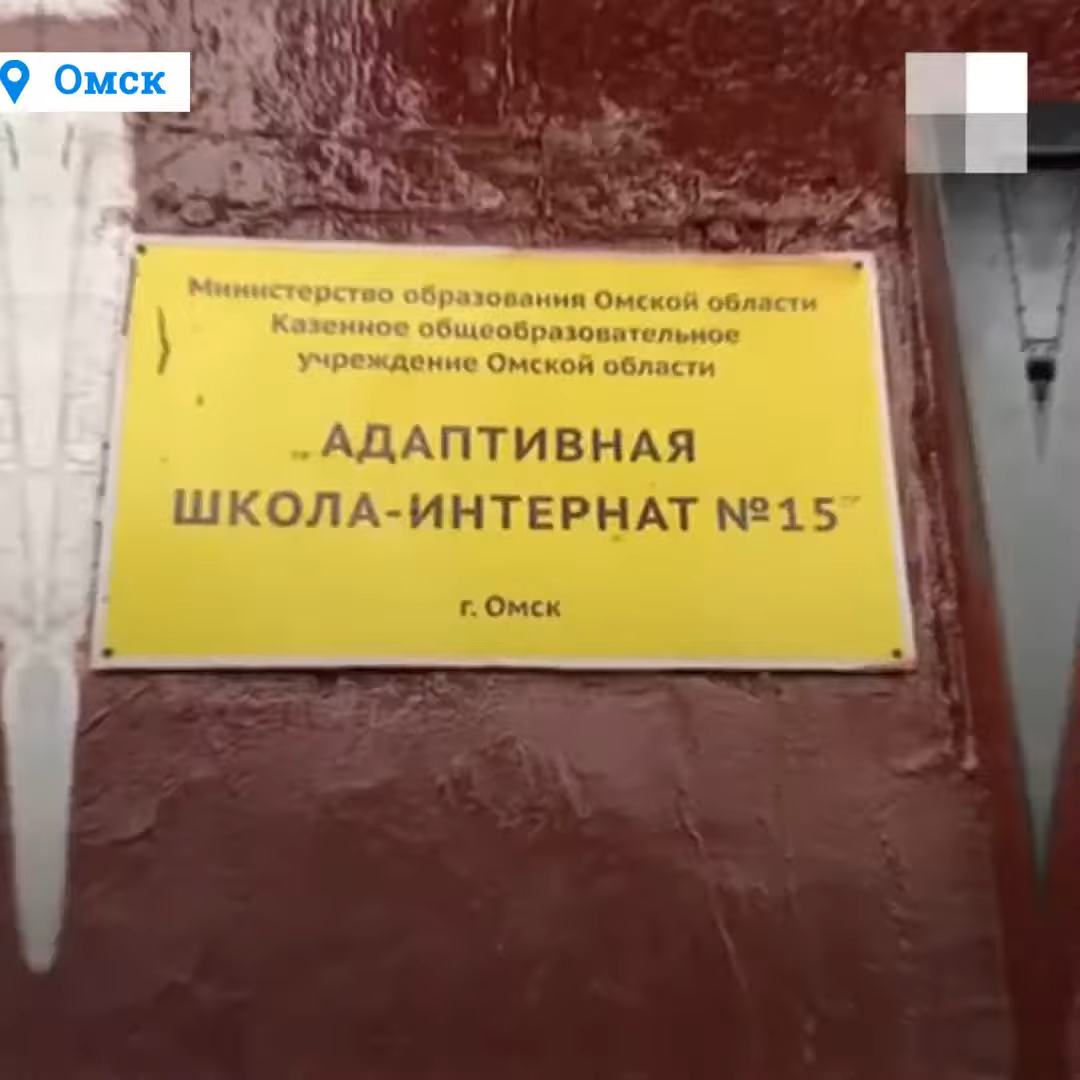 Омск
Министерство образования Омской области
Казенное общеобразовательное
учреждение Омской области
„АДАПТИВНАЯ
ШКОЛА-ИНТЕРНАТ №15”
г. Омск